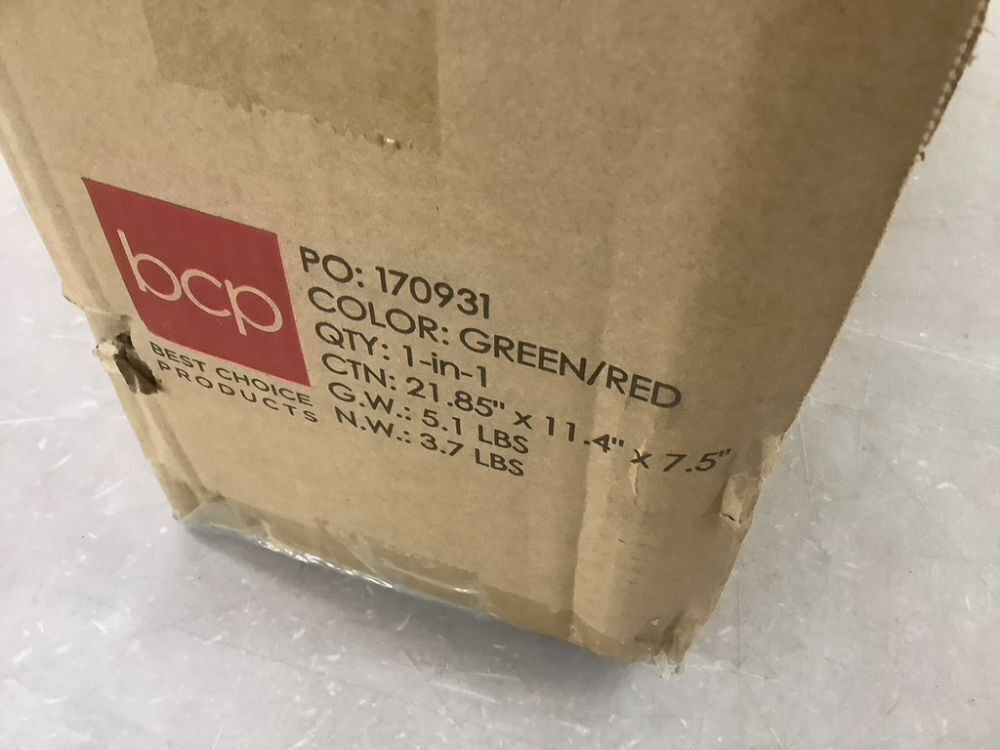 bcp
BEST CHOICE
PRODUCTS
PO: 170931
COLOR: GREEN/RED
QTY: 1-in-1
CTN: 21.85" x 11.4" x 7.5"
G.W.: 5.1 LBS
N.W.: 3.7 LBS